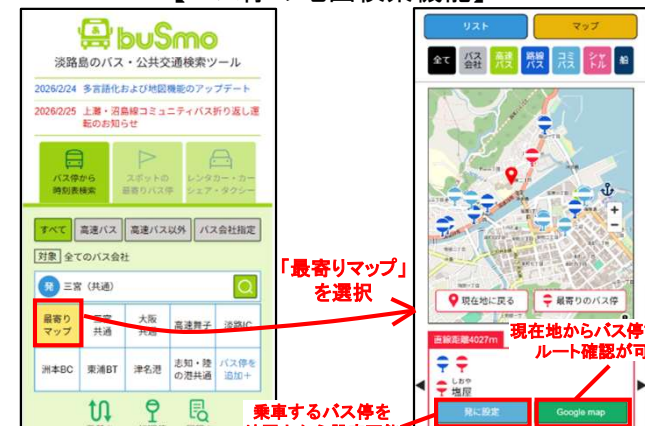 buSmo
淡路島のバス・公共交通検索ツール
2026/2/24 多言語化および地図機能のアップデート
2026/2/25 上灘・沼島線コミュニティバス折り返し運
転のお知らせ
バス停から
時刻表検索
スポットの
最寄りバス停
レンタカー・カー
シェア・タクシー
すべて 高速バス 高速バス以外 バス会社指定
対象 全てのバス会社
発 三宮（共通）
最寄り
マップ
共通
大阪
共通
高速舞子
淡路IC
洲本BC 東浦BT 津名港
志知・陸
の港共通
バス停を
追加+
「最寄りマップ」
を選択
リスト マップ
全て
バス
会社
高速
バス
路線
バス
コミ
バス
シャ
トル
船
+
-
現在地に戻る 最寄りのバス停
直線距離4027m
現在地からバス停
ルート確認が可
しおや
塩屋
発に設定 Google map
乗車するバス停を